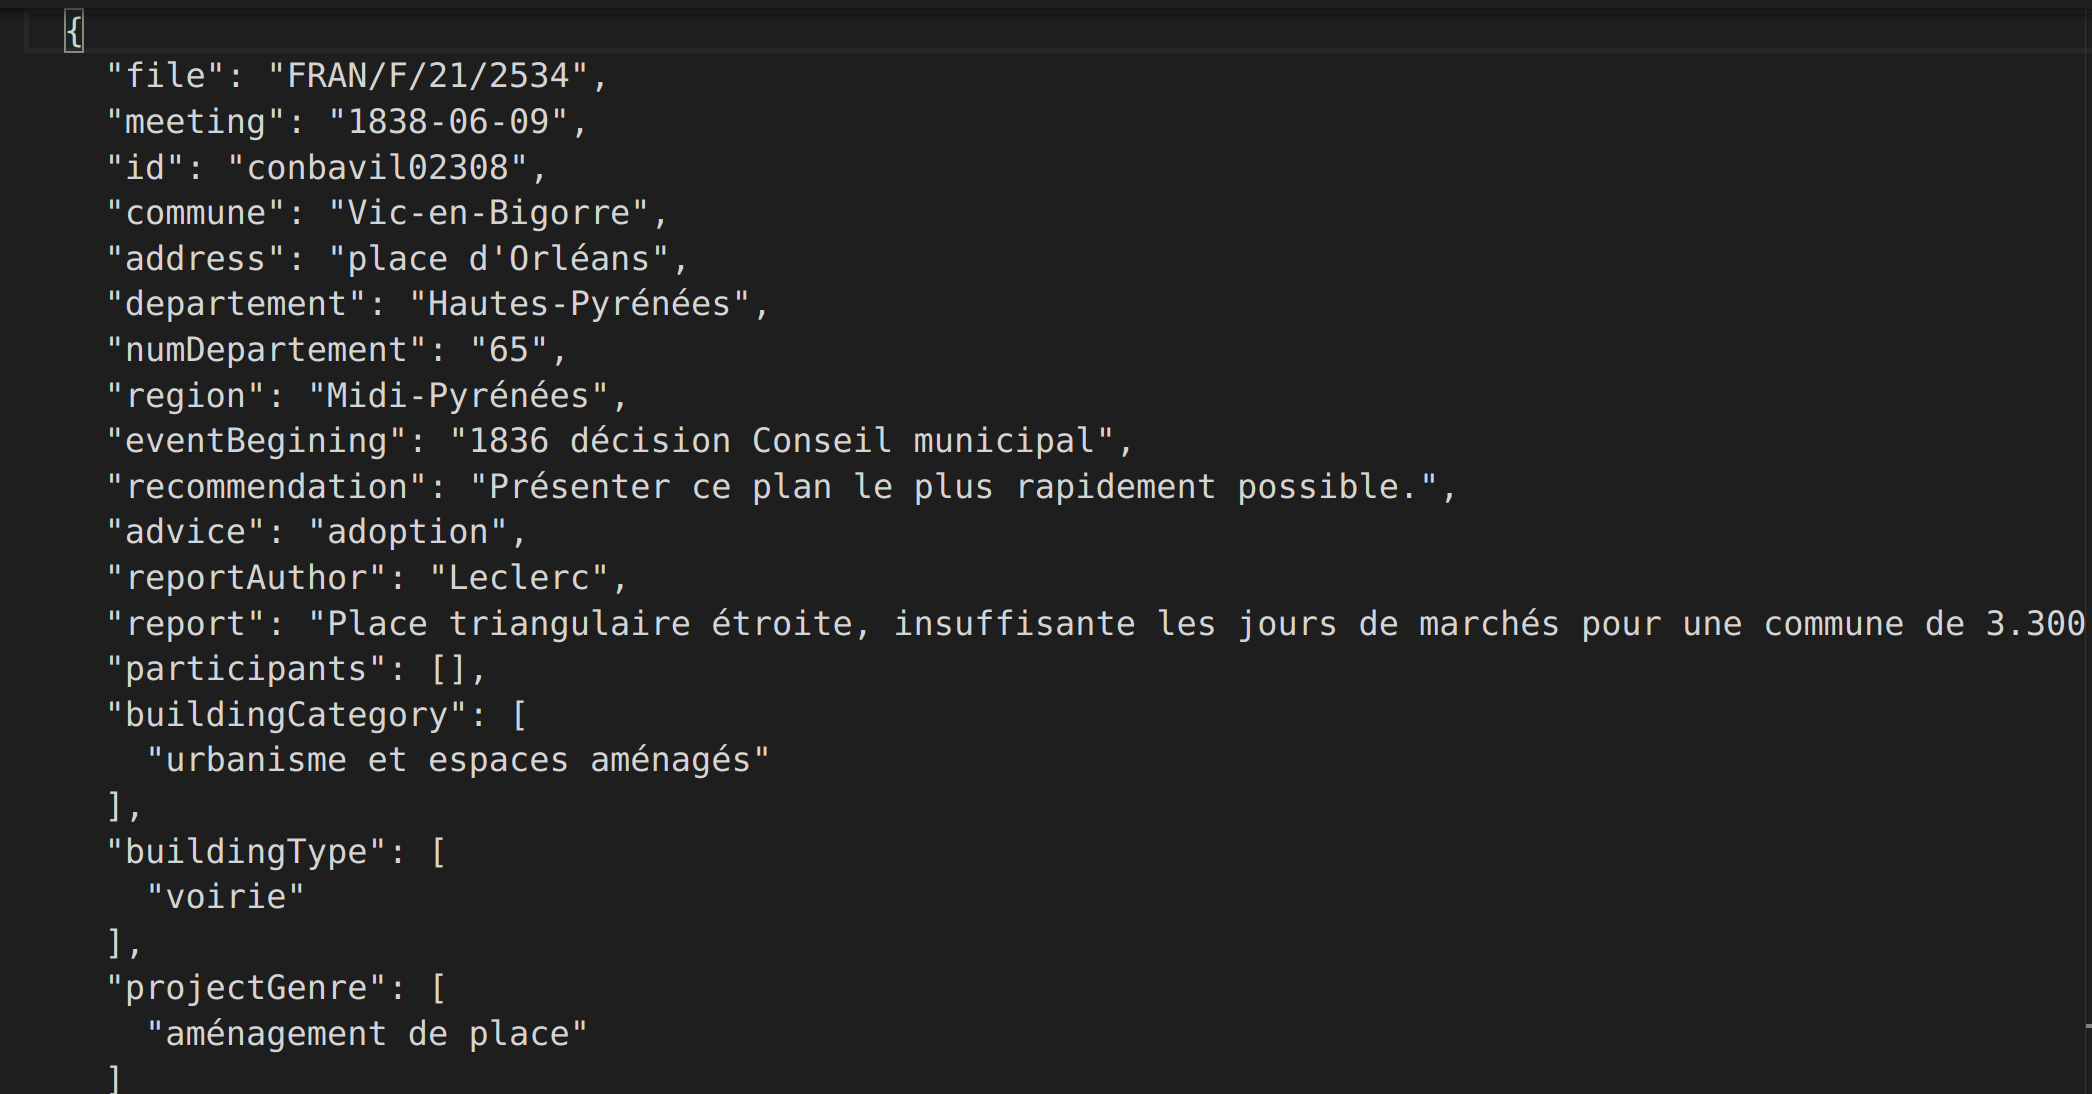 {
"file": "FRAN/F/21/2534",
"meeting": "1838-06-09",
"id": "conbavil02308",
"commune": "Vic-en-Bigorre",
"address": "place d'Orléans",
"departement": "Hautes-Pyrénées",
"numDepartement": "65",
"region": "Midi-Pyrénées",
"eventBegining": "1836 décision Conseil municipal",
"recommendation": "Présenter ce plan le plus rapidement possible.",
"advice": "adoption",
"reportAuthor": "Leclerc",
"report": "Place triangulaire étroite, insuffisante les jours de marchés pour une commune de 3.300
"participants": [],
"buildingCategory": [
"urbanisme et espaces aménagés"
],
"buildingType": [
"voirie"
],
"projectGenre": [
"aménagement de place"
]